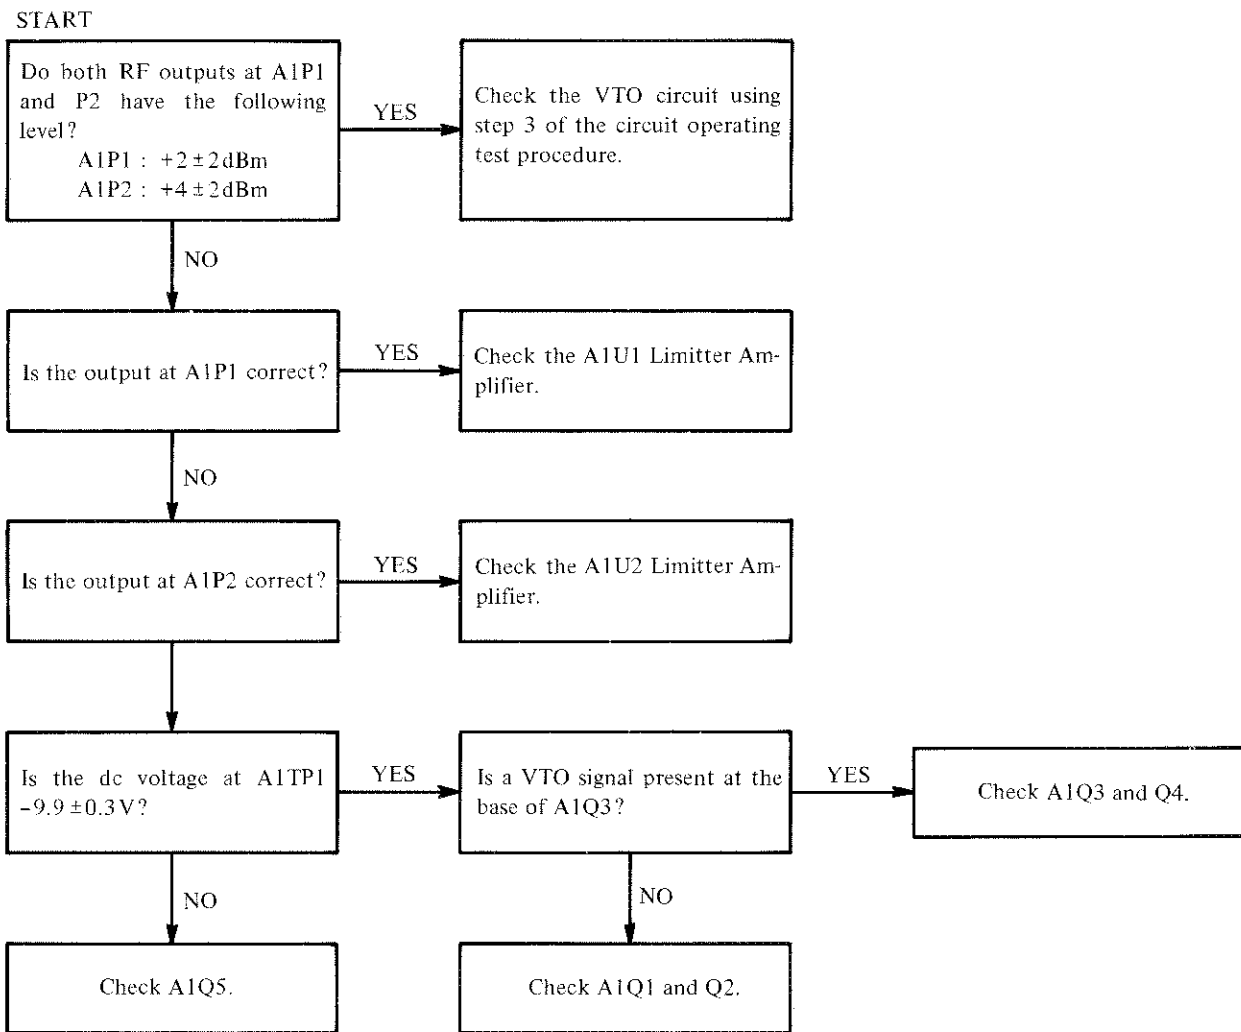 START
Do both RF outputs at A1P1
and P2 have the following
level?
A1P1 : +2 ± 2dBm
A1P2 : +4 ± 2dBm
YES
Check the VTO circuit using
step 3 of the circuit operating
test procedure.
NO
Is the output at A1P1 correct?
YES
Check the A1U1 Limitter Am-
plifier.
NO
Is the output at A1P2 correct?
YES
Check the A1U2 Limitter Am-
plifier.
Is the dc voltage at A1TP1
-9.9 ±0.3V?
YES
Is a VTO signal present at the
base of A1Q3?
YES
Check A1Q3 and Q4.
NO
NO
Check A1Q5.
Check A1Q1 and Q2.